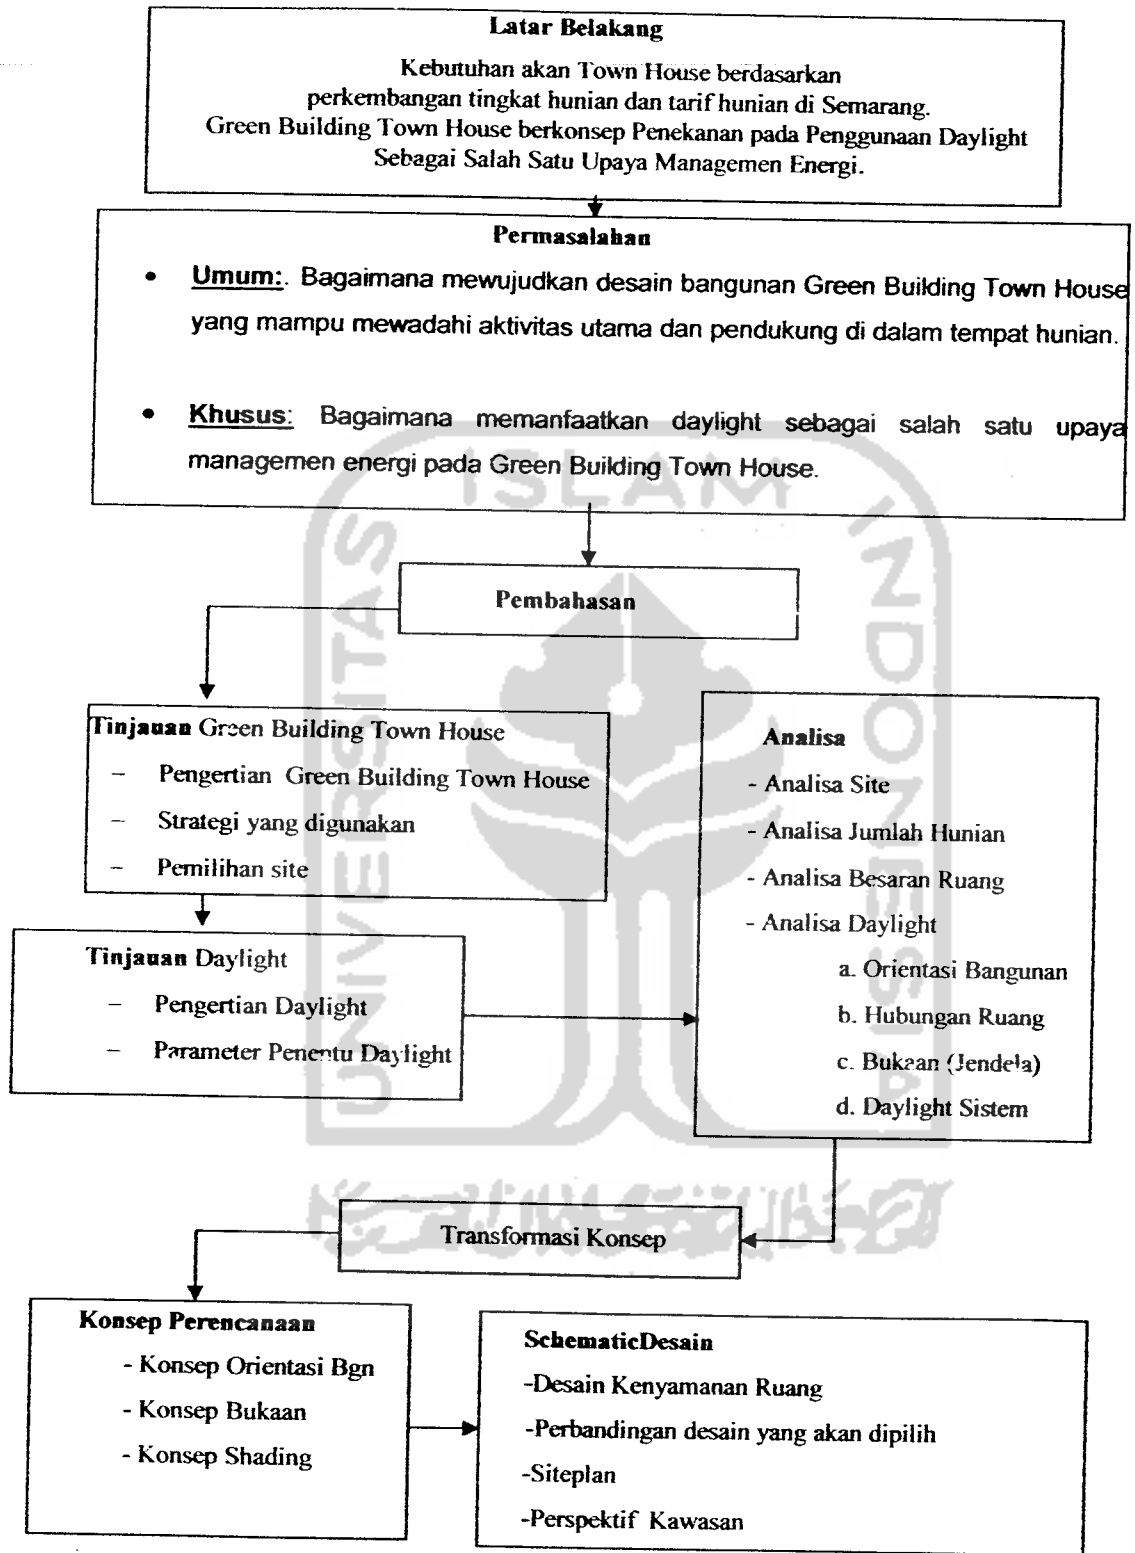 Latar Belakang
Kebutuhan akan Town House berdasarkan
perkembangan tingkat hunian dan tarif hunian di Semarang.
Green Building Town House berkonsep Penekanan pada Penggunaan Daylight
Sebagai Salah Satu Upaya Managemen Energi.
Permasalahan
• Umum:. Bagaimana mewujudkan desain bangunan Green Building Town House
yang mampu mewadahi aktivitas utama dan pendukung di dalam tempat hunian.
• Khusus: Bagaimana memanfaatkan daylight sebagai salah satu upaya
managemen energi pada Green Building Town House.
Pembahasan
Tinjauan Green Building Town House
– Pengertian Green Building Town House
– Strategi yang digunakan
– Pemilihan site
Tinjauan Daylight
– Pengertian Daylight
– Parameter Penentu Daylight
Analisa
- Analisa Site
- Analisa Jumlah Hunian
- Analisa Besaran Ruang
- Analisa Daylight
a. Orientasi Bangunan
b. Hubungan Ruang
c. Bukaan (Jendela)
d. Daylight Sistem
Transformasi Konsep
Konsep Perencanaan
- Konsep Orientasi Bgn
- Konsep Bukaan
- Konsep Shading
SchematicDesain
-Desain Kenyamanan Ruang
-Perbandingan desain yang akan dipilih
-Siteplan
-Perspektif Kawasan
UNIVERSITAS
ISLAM
INDONESIA